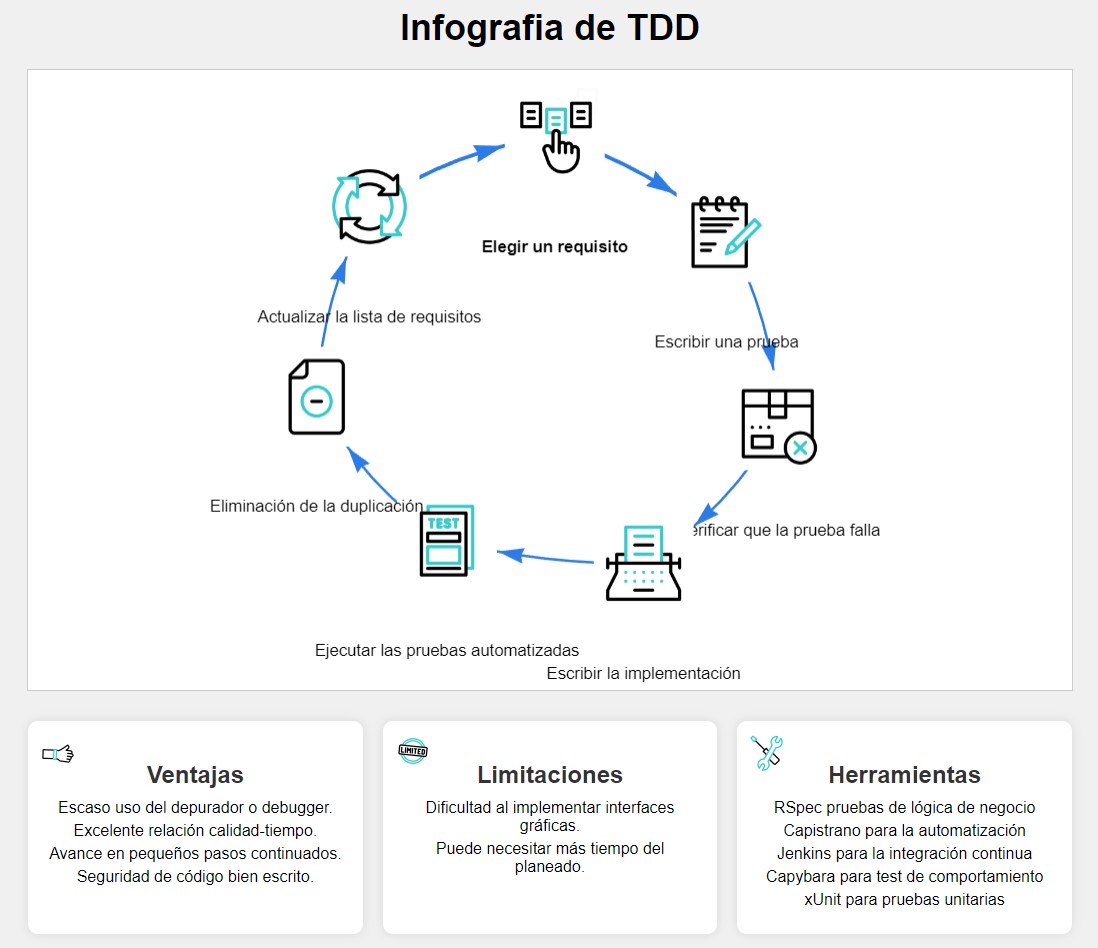 Infografia de TDD
Elegir un requisito
Actualizar la lista de requisitos
Escribir una prueba
Eliminación de la duplicación
TEST
erificar que la prueba falla
Ejecutar las pruebas automatizadas
Escribir la implementación
Ventajas
Escaso uso del depurador o debugger.
Excelente relación calidad-tiempo.
Avance en pequeños pasos continuados.
Seguridad de código bien escrito.
LIMITED
Limitaciones
Dificultad al implementar interfaces
gráficas.
Puede necesitar más tiempo del
planeado.
Herramientas
RSpec pruebas de lógica de negocio
Capistrano para la automatización
Jenkins para la integración continua
Capybara para test de comportamiento
xUnit para pruebas unitarias